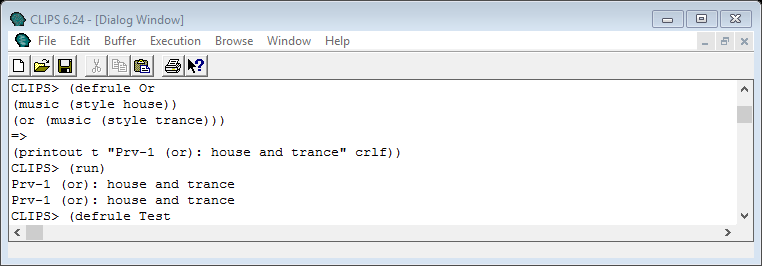 CLIPS 6.24 - [Dialog Window]
File Edit Buffer Execution Browse Window Help
CLIPS> (defrule Or
(music (style house))
(or (music (style trance)))
=>
(printout t "Prv-1 (or): house and trance" crlf))
CLIPS> (run)
Prv-1 (or): house and trance
Prv-1 (or): house and trance
CLIPS> (defrule Test